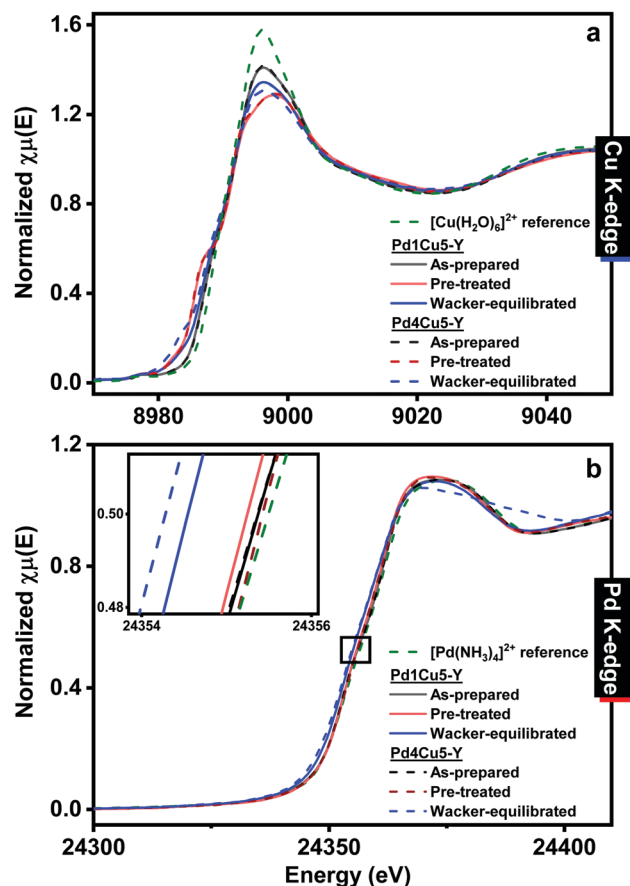 a
1.6
1.2
0.8
0.4
0.0
Normalized χμ(E)
[Cu(H2O)6]2+ reference
Pd1Cu5-Y
As-prepared
Pre-treated
Wacker-equilibrated
Pd4Cu5-Y
As-prepared
Pre-treated
Wacker-equilibrated
Cu K-edge
8980 9000 9020 9040
b
1.2
0.8
0.4
0.0
Normalized χμ(E)
0.50
0.48
24354 24356
[Pd(NH3)4]2+ reference
Pd1Cu5-Y
As-prepared
Pre-treated
Wacker-equilibrated
Pd4Cu5-Y
As-prepared
Pre-treated
Wacker-equilibrated
Pd K-edge
24300 24350 24400
Energy (eV)